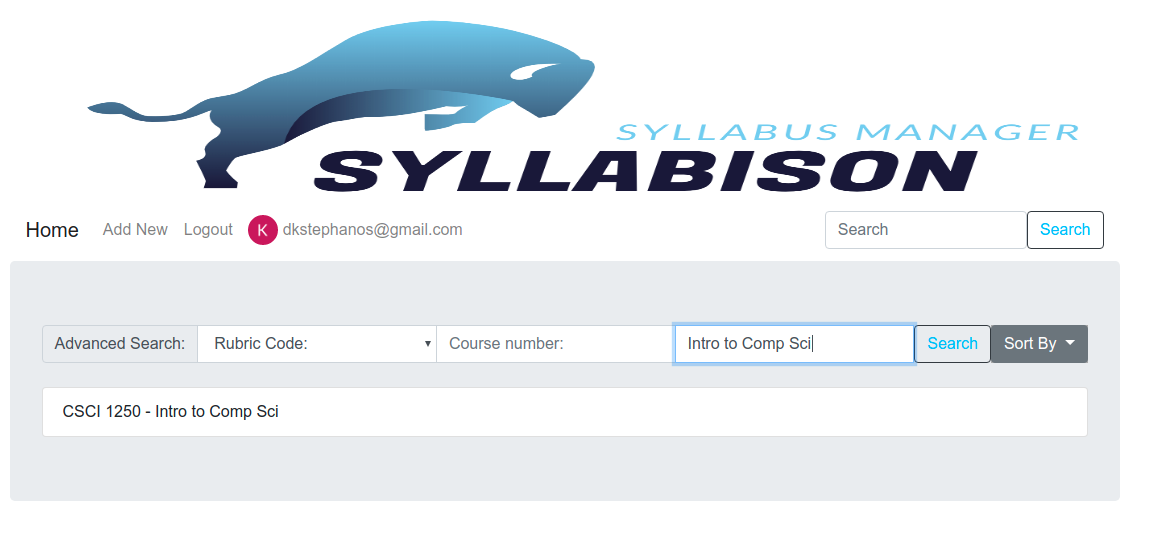 SYLLABUS MANAGER
SYLLABISON
Home Add New Logout K dkstephanos@gmail.com Search Search
Advanced Search: Rubric Code: Course number: Intro to Comp Sci Search Sort By
CSCI 1250 - Intro to Comp Sci